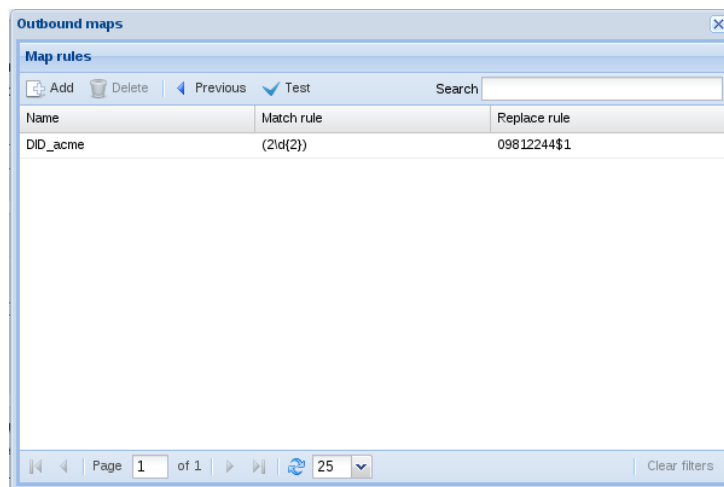 Outbound maps
Map rules
Add Delete Previous Test Search
Name Match rule Replace rule
DID_acme (2\d{2}) 09812244$1
Page 1 of 1 25 Clear filters